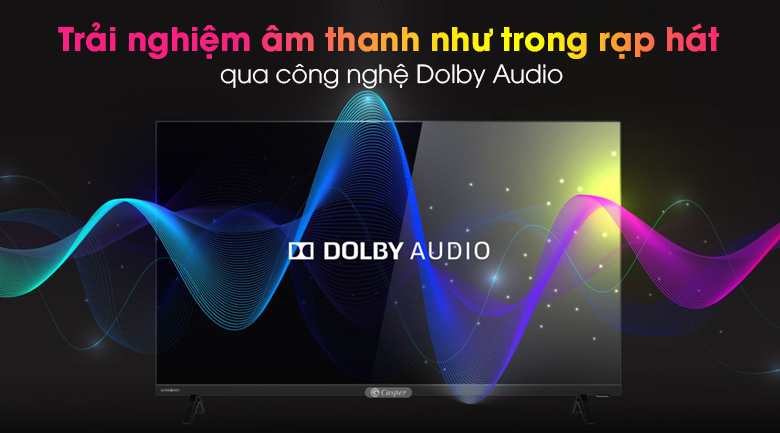 Trải nghiệm âm thanh như trong rạp hát
qua công nghệ Dolby Audio
DOLBY AUDIO
Casper